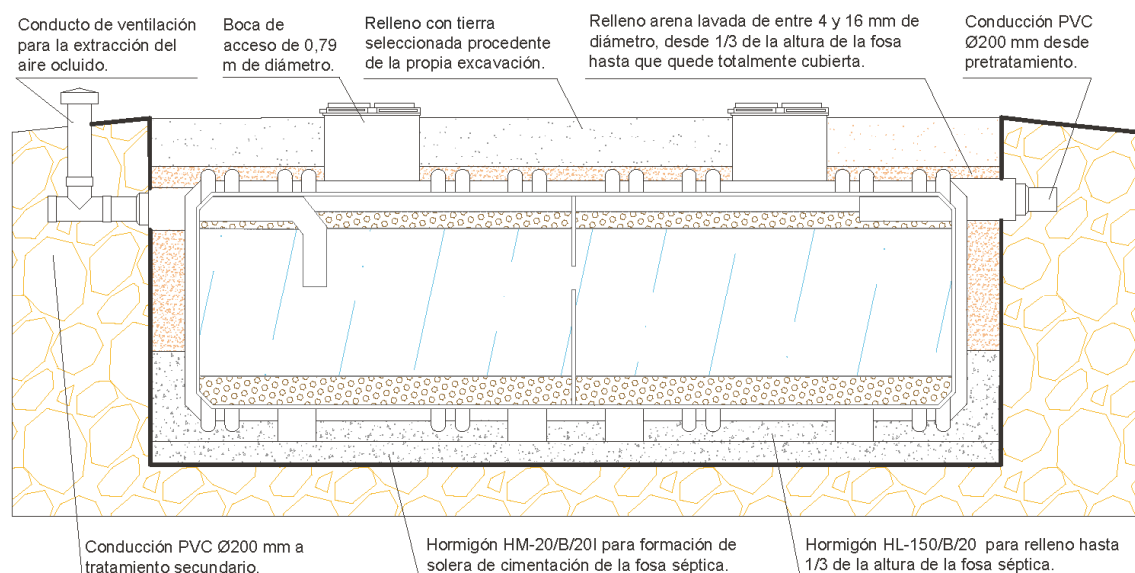 Conducto de ventilación
para la extracción del
aire ocluido.
Boca de
acceso de 0,79
m de diámetro.
Relleno con tierra
seleccionada procedente
de la propia excavación.
Relleno arena lavada de entre 4 y 16 mm de
diámetro, desde 1/3 de la altura de la fosa
hasta que quede totalmente cubierta.
Conducción PVC
Ø200 mm desde
pretratamiento.
Conducción PVC Ø200 mm a
tratamiento secundario.
Hormigón HM-20/B/20I para formación de
solera de cimentación de la fosa séptica.
Hormigón HL-150/B/20 para relleno hasta
1/3 de la altura de la fosa séptica.